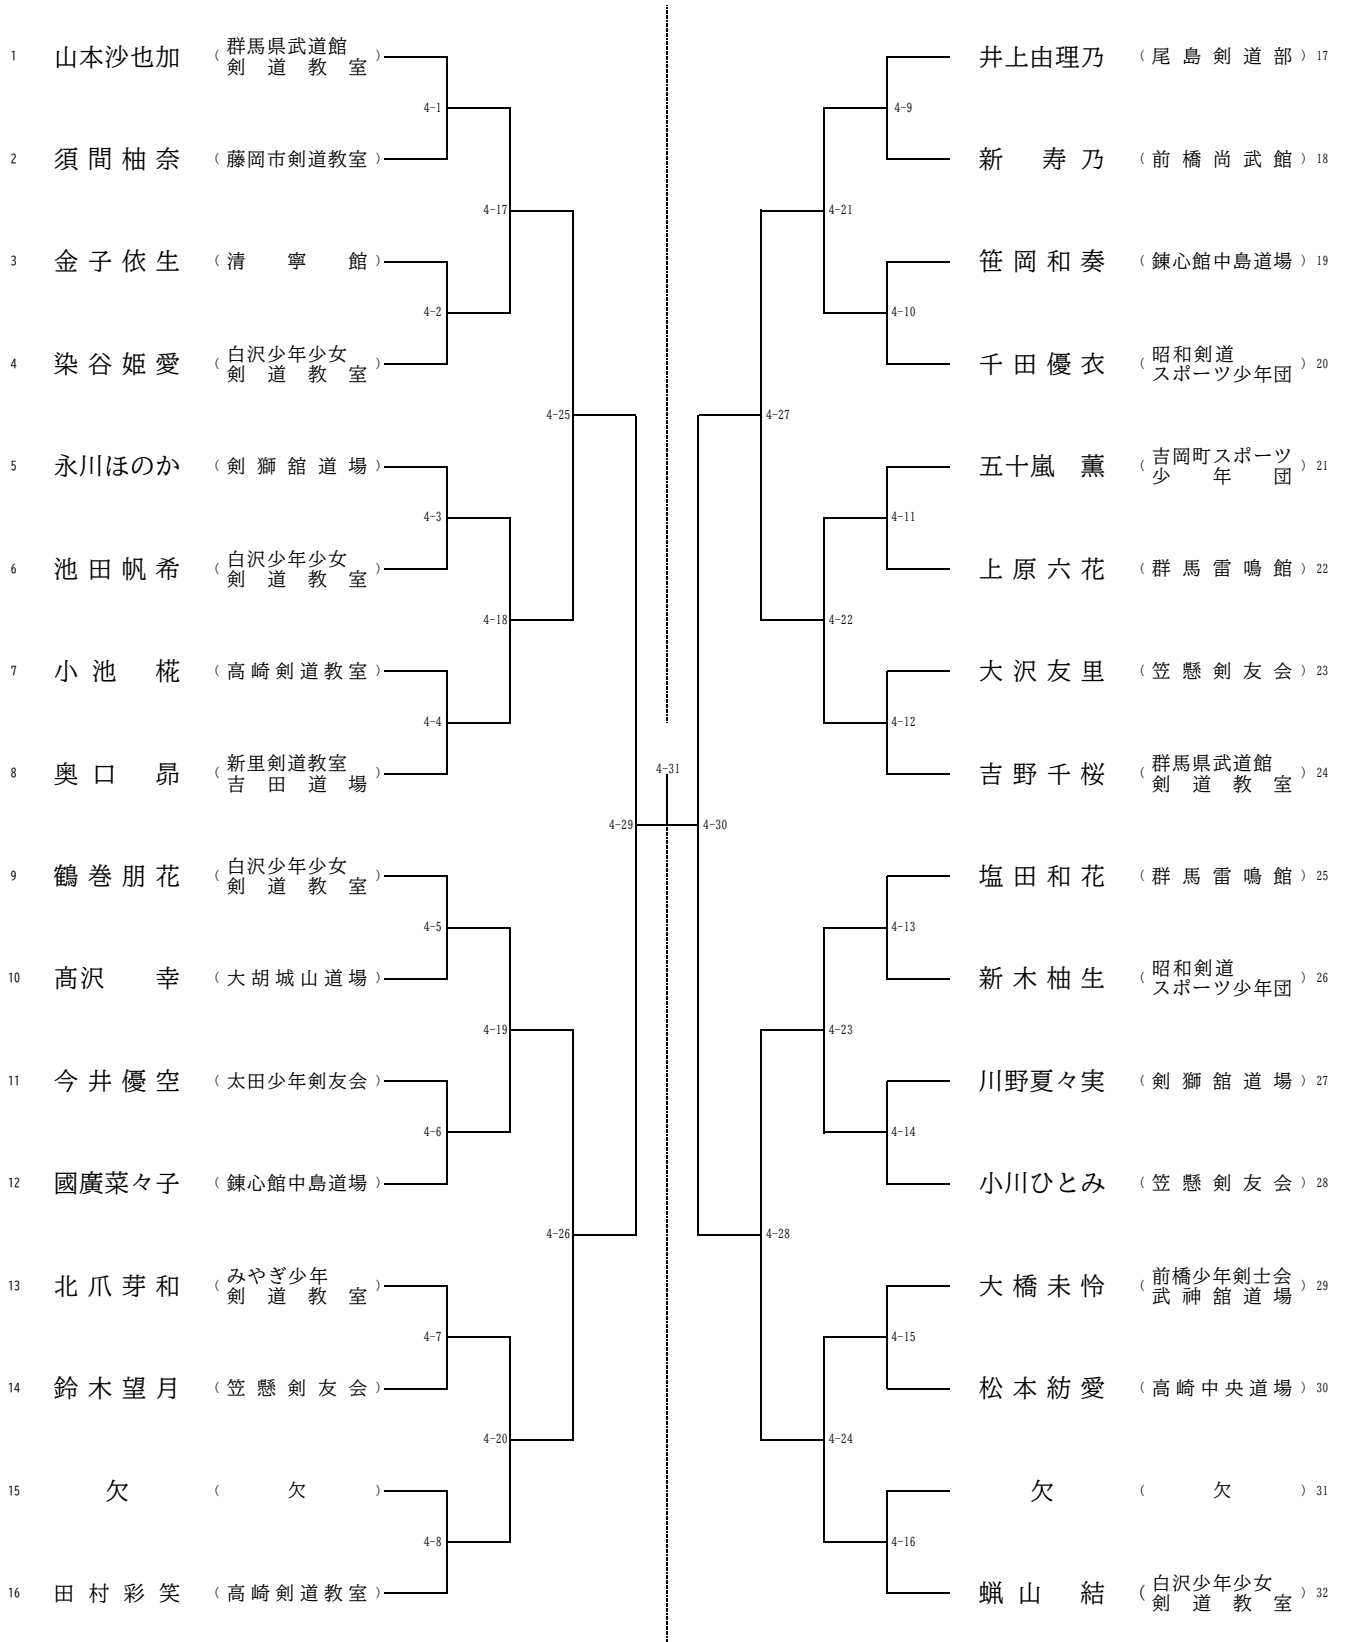 1 山本沙也加 (群馬県武道館
剣道教室)
4-1
2 須間柚奈 (藤岡市剣道教室)
4-17
3 金子依生 (清寧館)
4-2
4 染谷姫愛 (白沢少年少女
剣道教室)
4-25
5 永川ほのか (剣獅舘道場)
4-3
6 池田帆希 (白沢少年少女
剣道教室)
4-18
7 小池 椛 (高崎剣道教室)
4-4
8 奥口 昴 (新里剣道教室
吉田道場)
4-29
9 鶴巻朋花 (白沢少年少女
剣道教室)
4-5
10 髙沢 幸 (大胡城山道場)
4-19
11 今井優空 (太田少年剣友会)
4-6
12 國廣菜々子 (錬心館中島道場)
4-26
13 北爪芽和 (みやぎ少年
剣道教室)
4-7
14 鈴木望月 (笠懸剣友会)
4-20
15 欠 (欠)
4-8
16 田村彩笑 (高崎剣道教室)
4-31
井上由理乃 (尾島剣道部) 17
4-9
新 寿乃 (前橋尚武館) 18
4-21
笹岡和奏 (錬心館中島道場) 19
4-10
千田優衣 (昭和剣道
スポーツ少年団) 20
4-27
五十嵐 薫 (吉岡町スポーツ
少年団) 21
4-11
上原六花 (群馬雷鳴館) 22
4-22
大沢友里 (笠懸剣友会) 23
4-12
吉野千桜 (群馬県武道館
剣道教室) 24
4-30
塩田和花 (群馬雷鳴館) 25
4-13
新木柚生 (昭和剣道
スポーツ少年団) 26
4-23
川野夏々実 (剣獅舘道場) 27
4-14
小川ひとみ (笠懸剣友会) 28
4-28
大橋未怜 (前橋少年剣士会
武神舘道場) 29
4-15
松本紡愛 (高崎中央道場) 30
4-24
欠 (欠) 31
4-16
蝋山 結 (白沢少年少女
剣道教室) 32